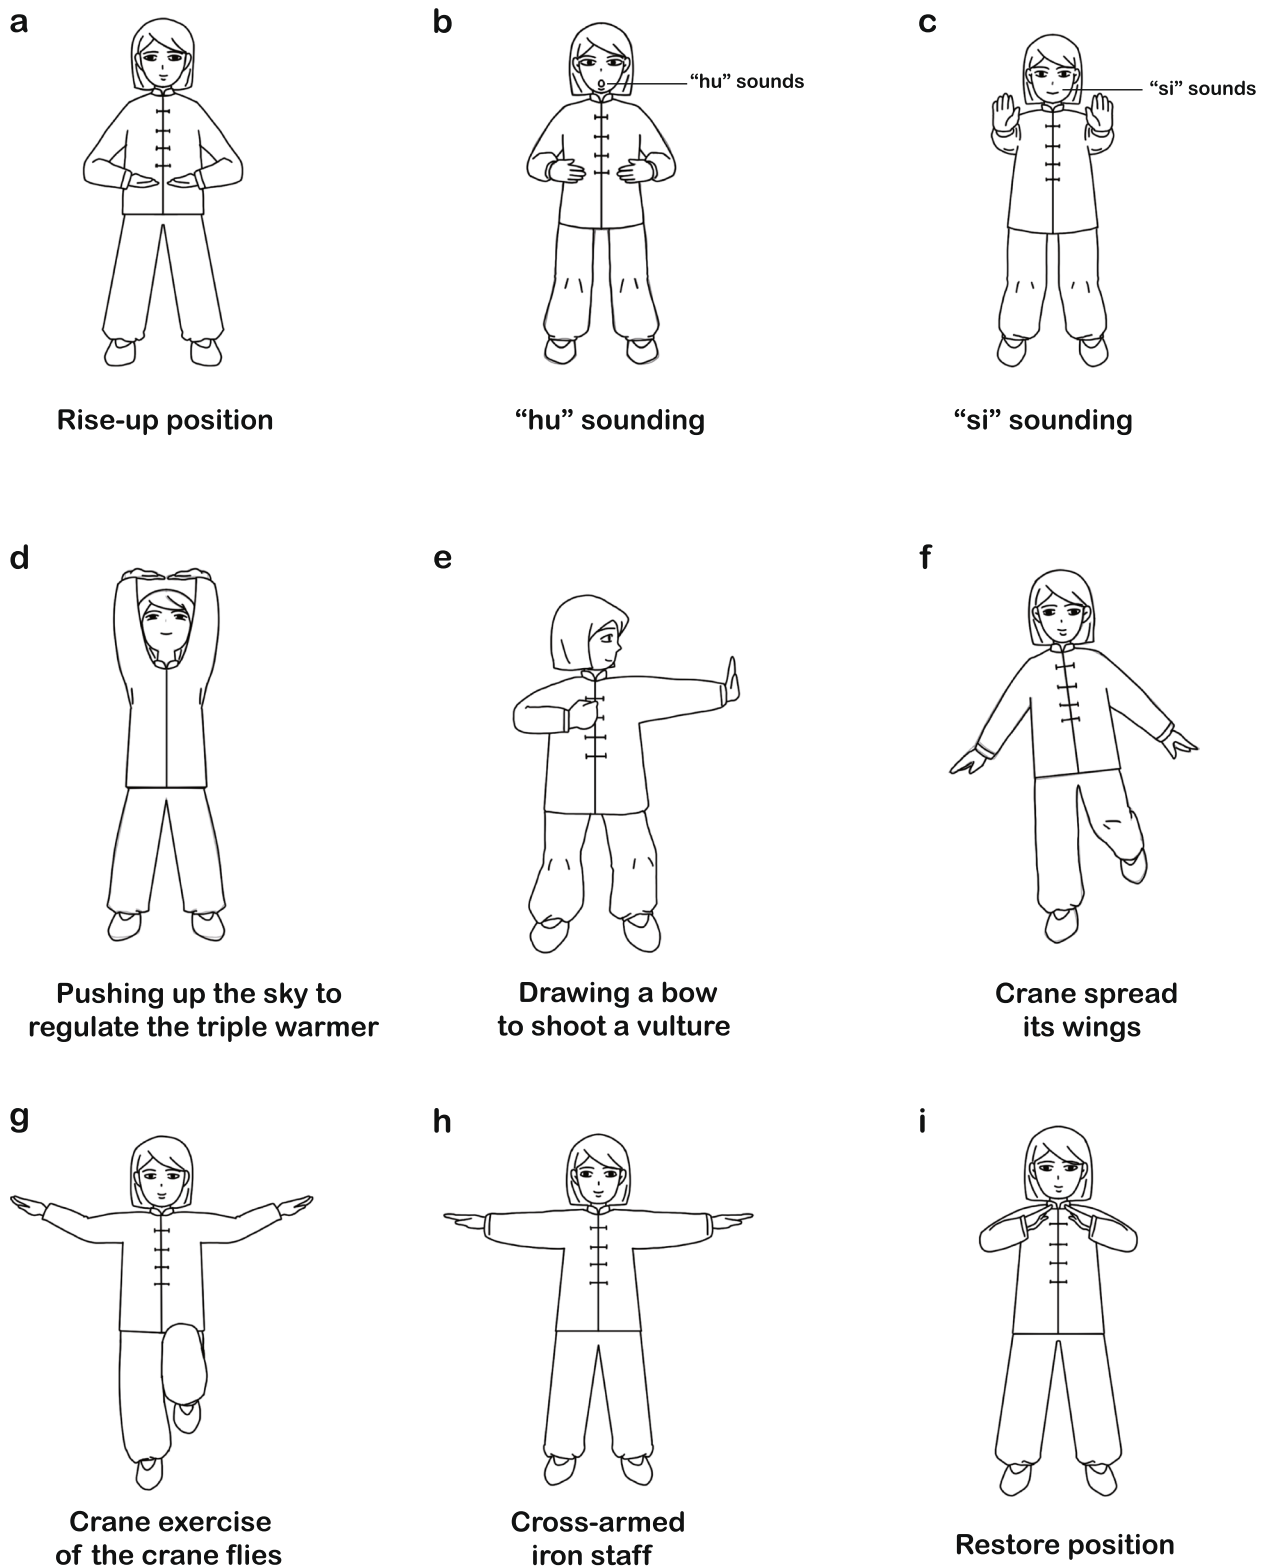 a
b
c
“hu” sounds
“si” sounds
Rise-up position
“hu” sounding
“si” sounding
d
e
f
Pushing up the sky to
regulate the triple warmer
Drawing a bow
to shoot a vulture
Crane spread
its wings
g
h
i
Crane exercise
of the crane flies
Cross-armed
iron staff
Restore position